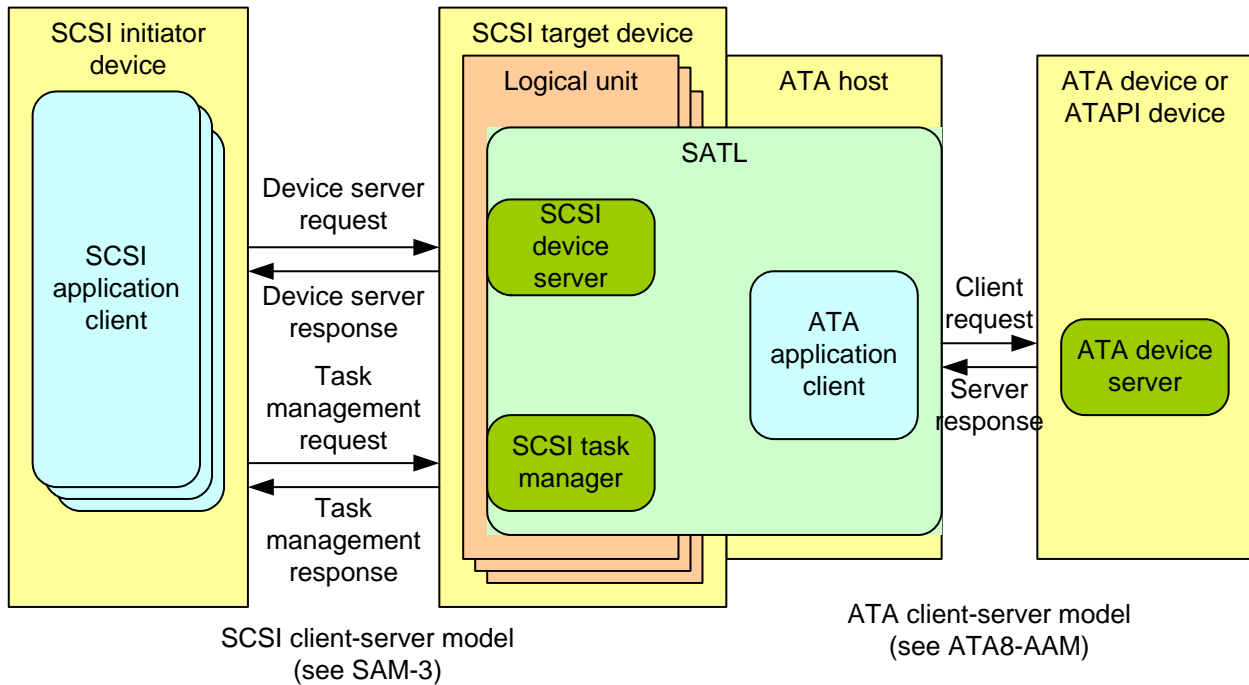 SCSI initiator
device
SCSI application
client
Device server
request
Device server
response
Task
management
request
Task
management
response
SCSI target device
Logical unit
ATA host
SATL
SCSI
device
server
SCSI task
manager
ATA
application
client
Client
request
Server
response
ATA device or
ATAPI device
ATA device
server
SCSI client-server model
(see SAM-3)
ATA client-server model
(see ATA8-AAM)